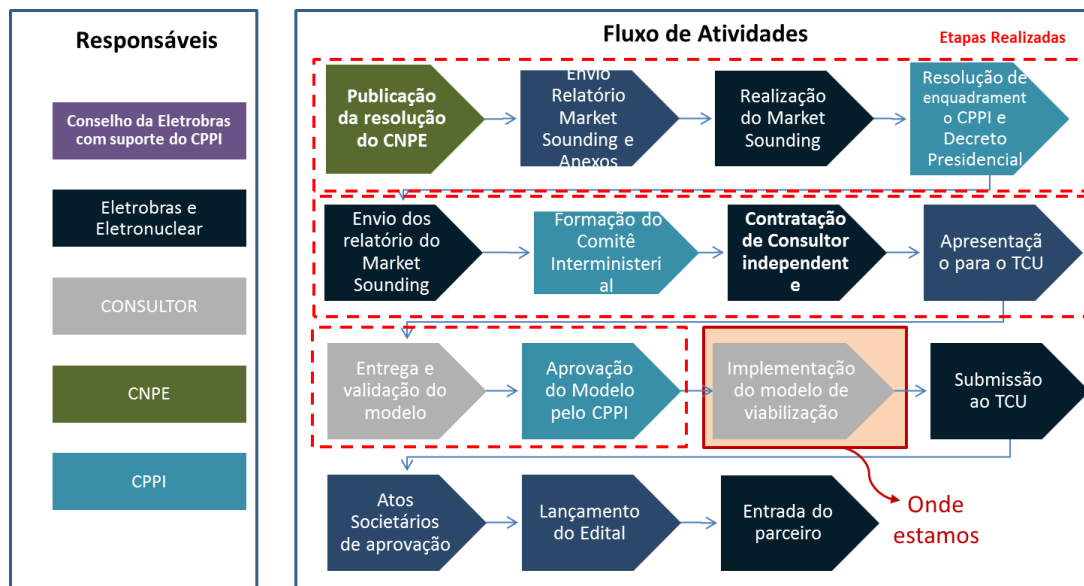 Responsáveis
Conselho da Eletrobras
com suporte do CPPI
Eletrobras e
Eletronuclear
CONSULTOR
CNPE
CPPI
Fluxo de Atividades
Etapas Realizadas
Publicação
da resolução
do CNPE
Envio
Relatório
Market
Sounding e
Anexos
Realização
do Market
Sounding
Resolução de
enquadrament
o CPPI e
Decreto
Presidencial
Envio dos
relatório do
Market
Sounding
Formação do
Comitê
Interministeri
al
Contratação
de Consultor
independent
e
Apresentaçã
o para o TCU
Entrega e
validação do
modelo
Aprovação
do Modelo
pelo CPPI
Implementação
do modelo de
viabilização
Submissão
ao TCU
Atos
Societários
de aprovação
Lançamento
do Edital
Entrada do
parceiro
Onde
estamos